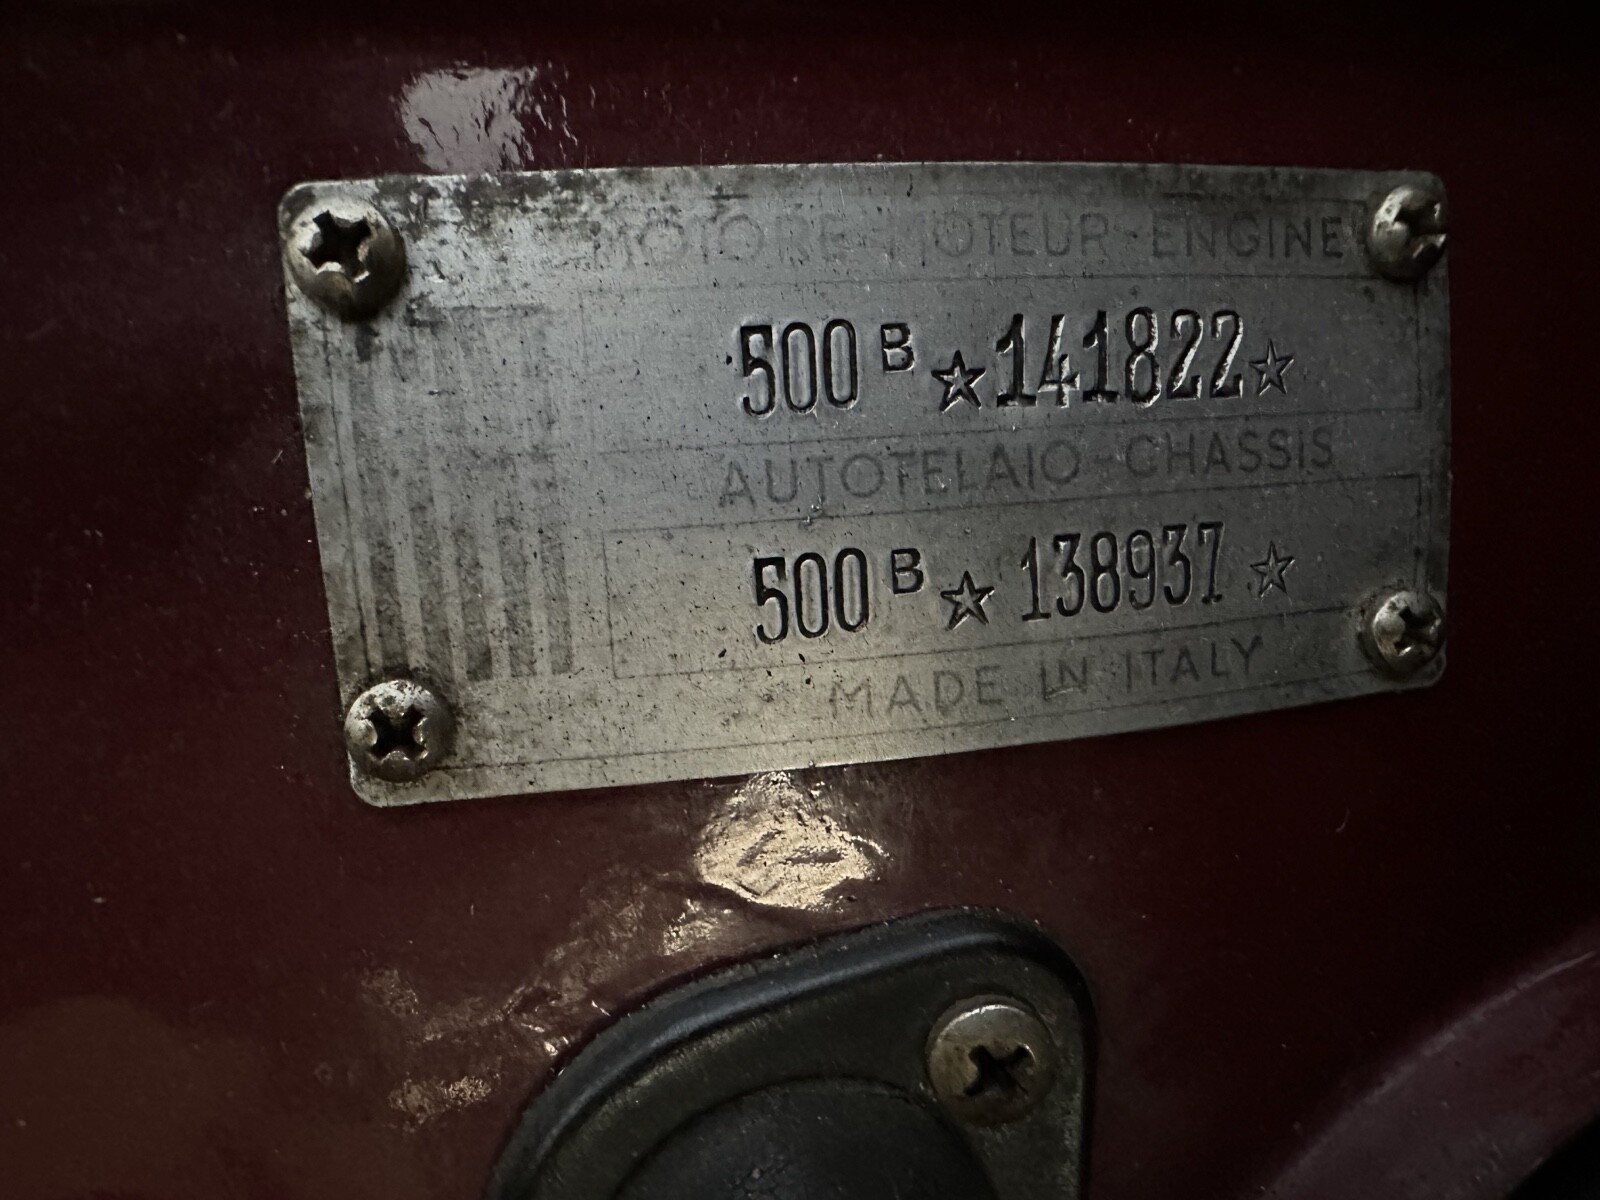 MOTORE-MOTEUR-ENGINE
500 B ☆141822☆
AUTOTELAIO-CHASSIS
500 B ☆ 138937 ☆
MADE IN ITALY